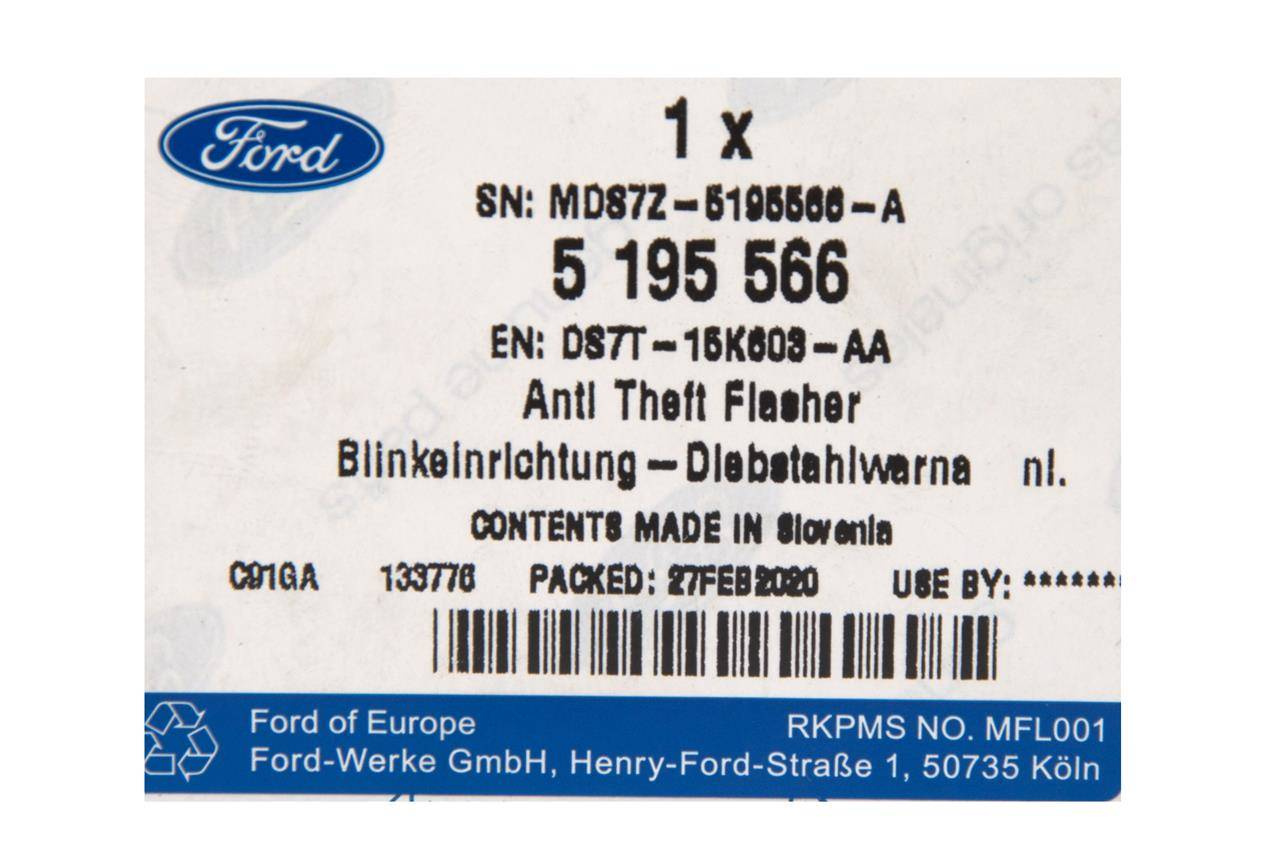 Ford
1 x
SN: MDS7Z-5195566-A
5 195 566
EN: DS7T-15K603-AA
Anti Theft Flasher
Blinkeinrichtung-Diebstahlwarna nl.
CONTENTS MADE IN Slovenia
C91GA 133776 PACKED: 27FEB2020 USE BY: *******
Ford of Europe RKPMS NO. MFL001
Ford-Werke GmbH, Henry-Ford-Straße 1, 50735 Köln